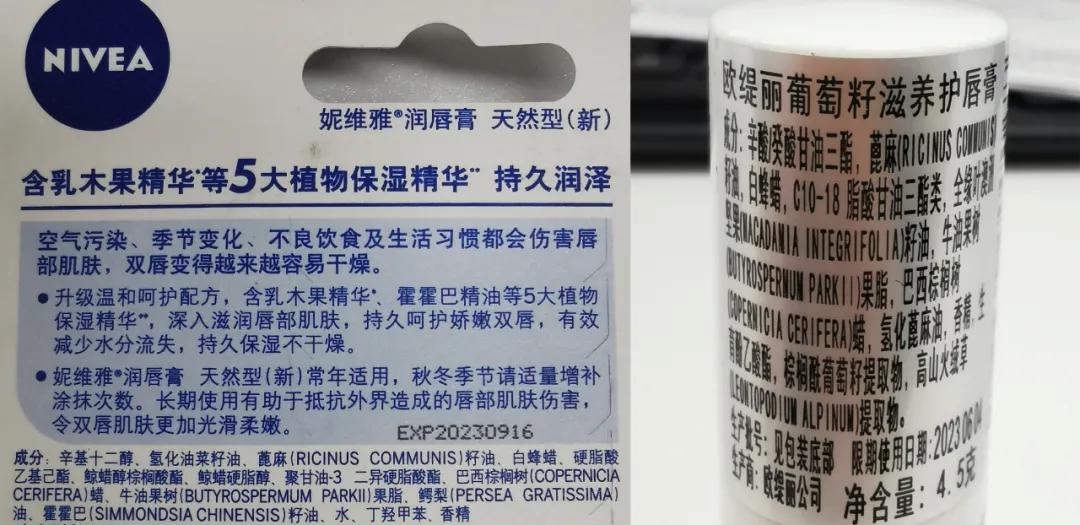 NIVEA
妮维雅®润唇膏 天然型(新)
含乳木果精华*等5大植物保湿精华** 持久润泽
空气污染、季节变化、不良饮食及生活习惯都会伤害唇
部肌肤，双唇变得越来越容易干燥。
●升级温和呵护配方，含乳木果精华*、霍霍巴精油等5大植物
保湿精华**，深入滋润唇部肌肤，持久呵护娇嫩双唇，有效
减少水分流失，持久保湿不干燥。
●妮维雅®润唇膏 天然型(新)常年适用，秋冬季节请适量增补
涂抹次数。长期使用有助于抵抗外界造成的唇部肌肤伤害，
令双唇肌肤更加光滑柔嫩。
EXP20230916
成分：辛基十二醇、氢化油菜籽油、蓖麻(RICINUS COMMUNIS)籽油、白蜂蜡、硬脂酸
乙基己酯、鲸蜡醇棕榈酸酯、鲸蜡硬脂醇、聚甘油-3 二异硬脂酸酯、巴西棕榈树(COPERNICIA
CERIFERA)蜡、牛油果树(BUTYROSPERMUM PARKII)果脂、鳄梨(PERSEA GRATISSIMA)
油、霍霍巴(SIMMONDSIA CHINENSIS)籽油、水、丁羟甲苯、香精
欧缇丽葡萄籽滋养护唇膏
成分：辛酸/癸酸甘油三酯，蓖麻(RICINUS COMMUNIS)
籽油，白蜂蜡，C10-18 脂酸甘油三酯类，全缘叶澳洲
坚果(MACADAMIA INTEGRIFOLIA)籽油，牛油果树
(BUTYROSPERMUM PARKII)果脂，巴西棕榈树
(COPERNICIA CERIFERA)蜡，氢化蓖麻油，香精，生
育酚乙酸酯，棕榈酰葡萄籽提取物，高山火绒草
(LEONTOPODIUM ALPINUM)提取物。
生产批号：见包装底部 限期使用日期：20230604
生产商：欧缇丽公司 净含量：4.5克